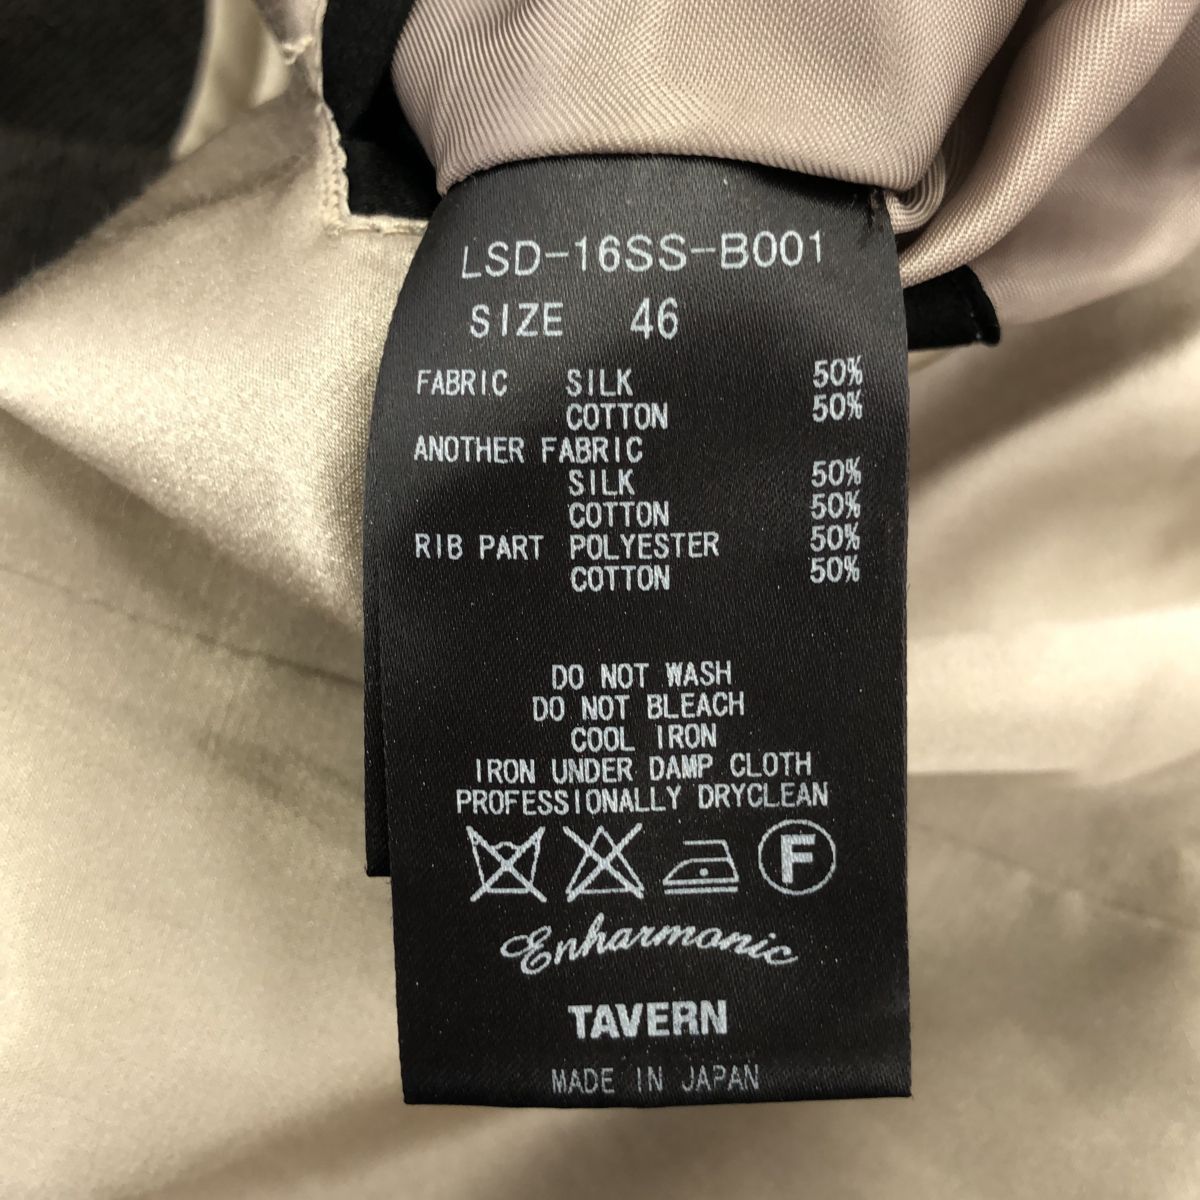 LSD-16SS-B001
SIZE 46
FABRIC SILK 50%
COTTON 50%
ANOTHER FABRIC
SILK 50%
COTTON 50%
RIB PART POLYESTER 50%
COTTON 50%
DO NOT WASH
DO NOT BLEACH
COOL IRON
IRON UNDER DAMP CLOTH
PROFESSIONALLY DRYCLEAN
F
Enharmonic
TAVERN
MADE IN JAPAN